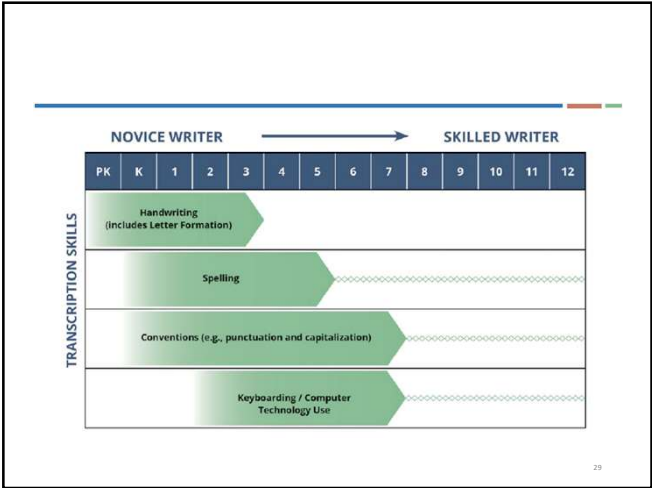 NOVICE WRITER SKILLED WRITER
PK K 1 2 3 4 5 6 7 8 9 10 11 12
TRANSCRIPTION SKILLS
Handwriting
(includes Letter Formation)
Spelling
Conventions (e.g., punctuation and capitalization)
Keyboarding / Computer
Technology Use
29